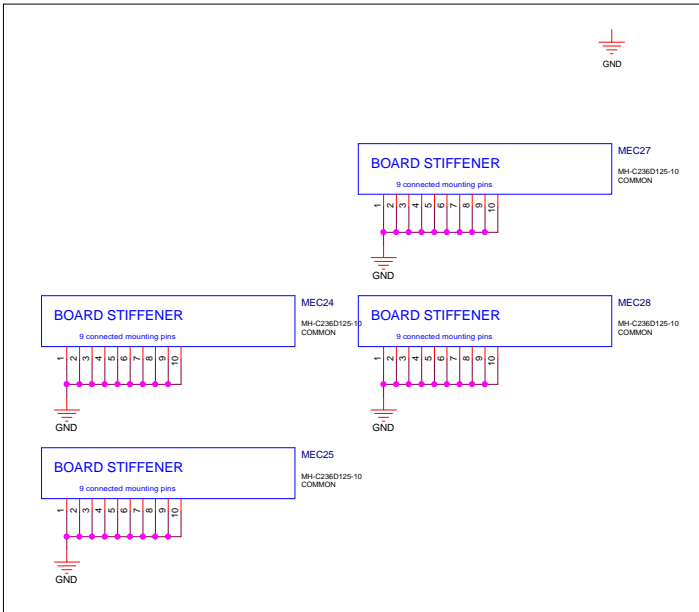 GND
BOARD STIFFENER
9 connected mounting pins
MEC27
MH-C236D125-10
COMMON
1 2 3 4 5 6 7 8 9 10
GND
BOARD STIFFENER
9 connected mounting pins
MEC24
MH-C236D125-10
COMMON
1 2 3 4 5 6 7 8 9 10
GND
BOARD STIFFENER
9 connected mounting pins
MEC28
MH-C236D125-10
COMMON
1 2 3 4 5 6 7 8 9 10
GND
BOARD STIFFENER
9 connected mounting pins
MEC25
MH-C236D125-10
COMMON
1 2 3 4 5 6 7 8 9 10
GND